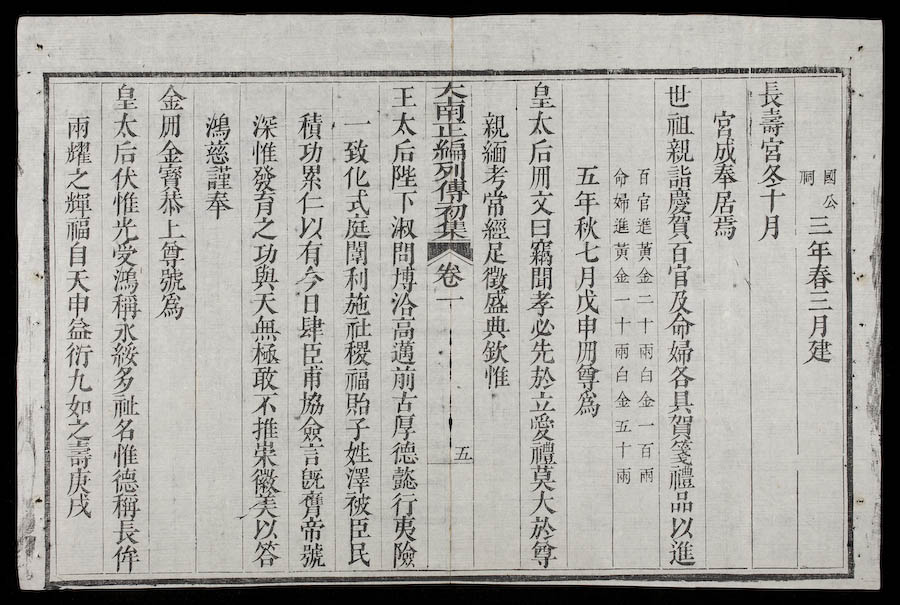 國公
祠
三年春三月建
長壽宮冬十月
宮成奉居焉
世祖親詣慶賀百官及命婦各具賀箋禮品以進
百官進黃金二十兩白金一百兩
命婦進黃金一十兩白金五十兩
五年秋七月戊申冊尊為
皇太后冊文曰竊聞孝必先於立愛禮莫大於尊
親緬考常經足徵盛典欽惟
大南正編列傳初集
卷一
五
王太后陛下淑問博洽高邁前古厚德懿行夷險
一致化式庭闈利施社稷福貽子姓澤被臣民
積功累仁以有今日肆臣甫協僉言旣膺帝號
深惟發育之功與天無極敢不推崇徽美以答
鴻慈謹奉
金冊金寶恭上尊號為
皇太后伏惟光受鴻稱永綏多祉名惟德稱長侔
兩耀之輝福自天申益衍九如之壽庚戌